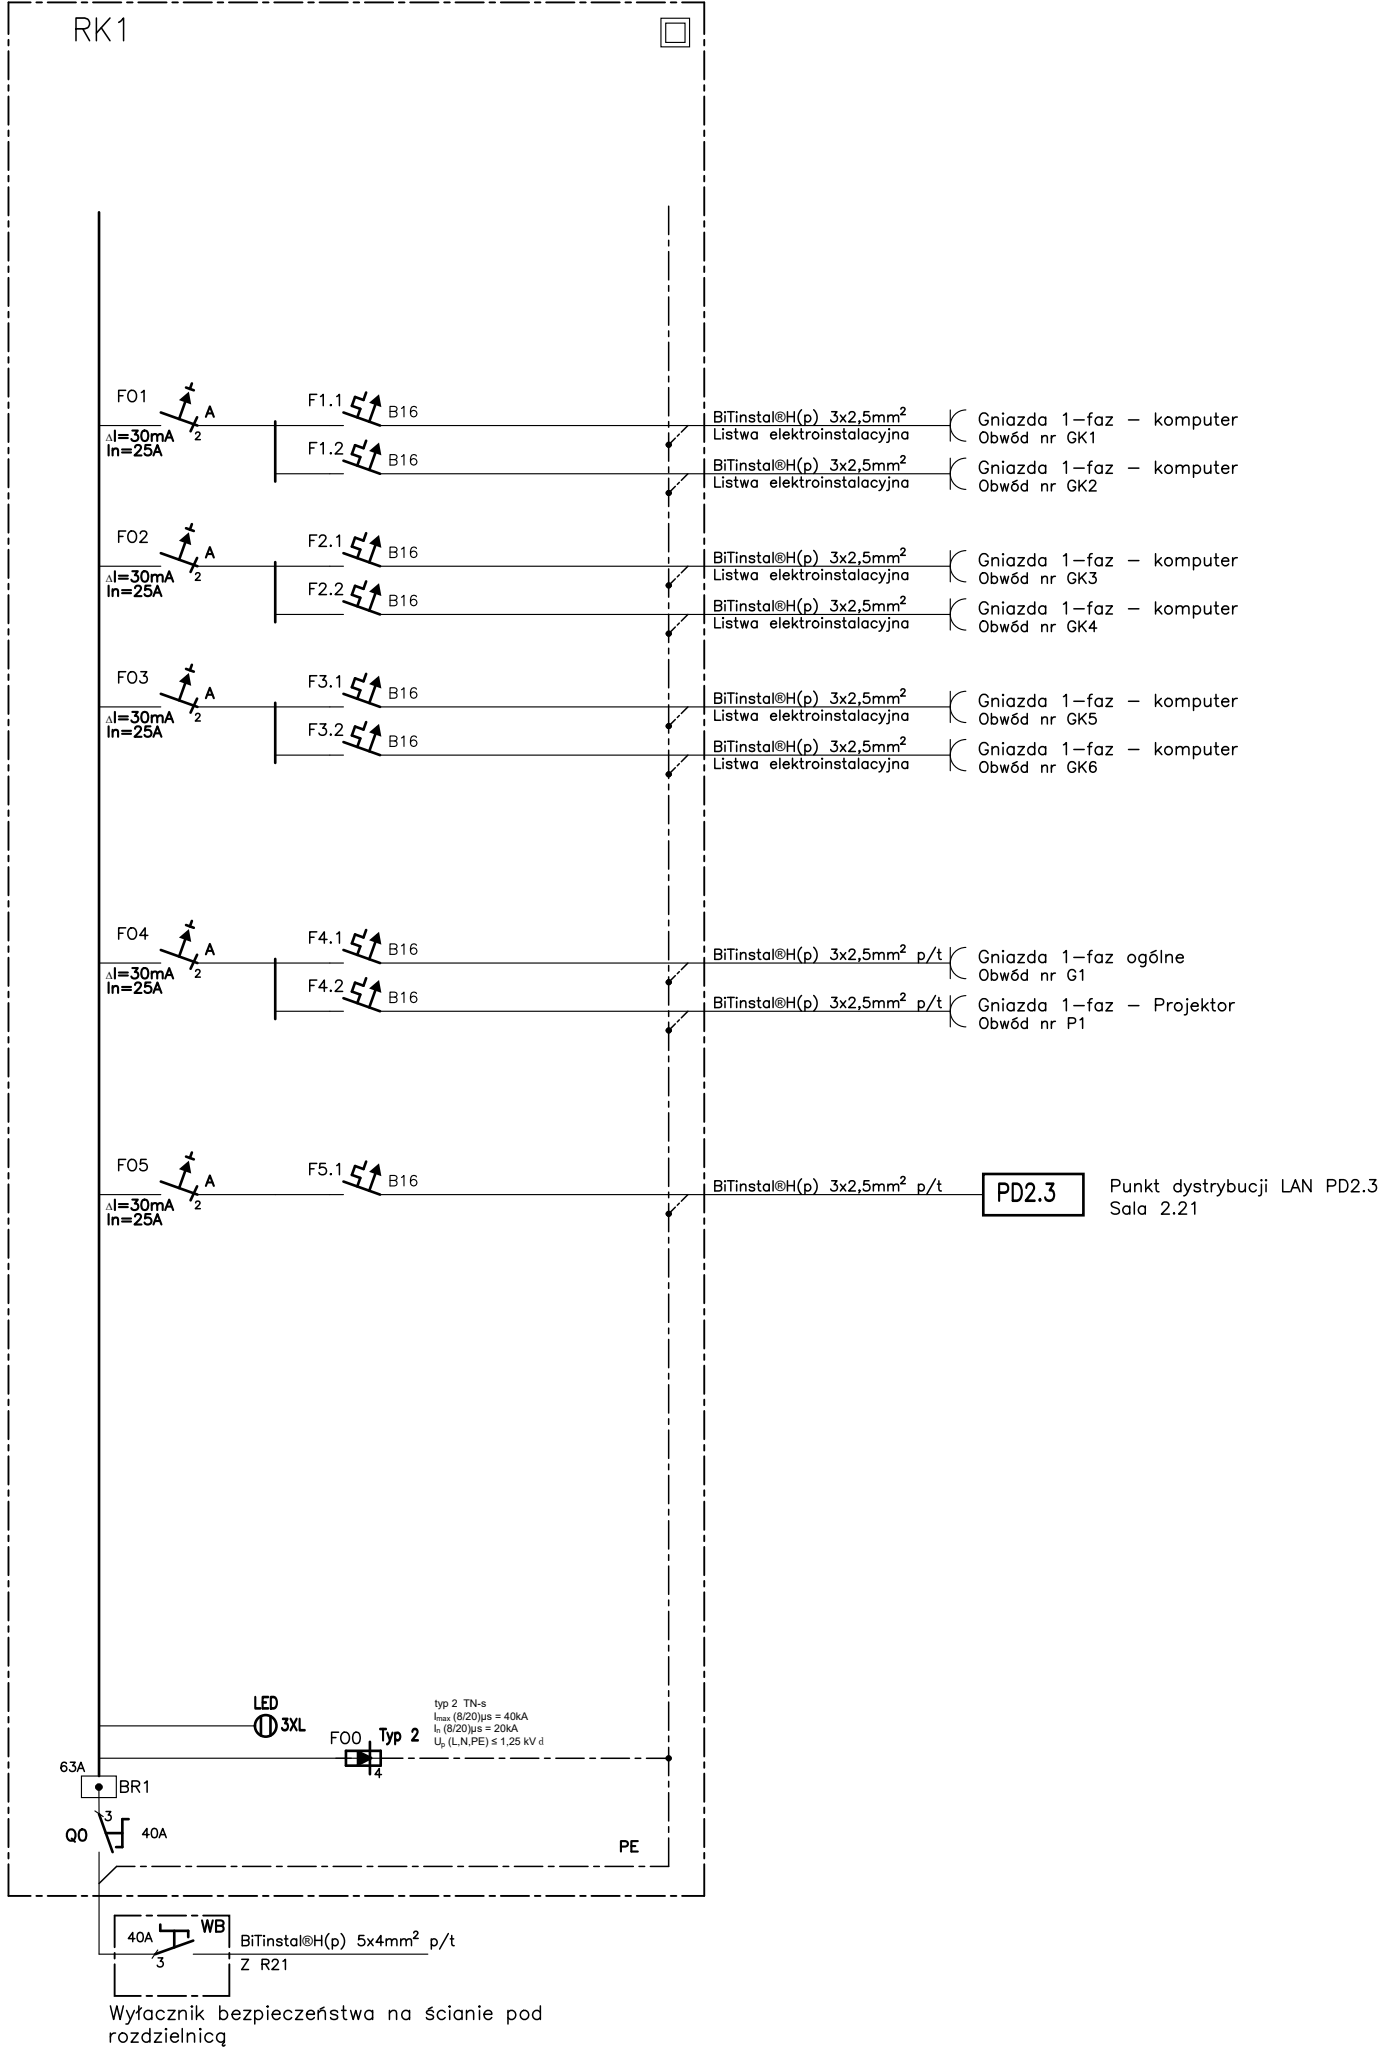 RK1
FO1
A
2
ΔI=30mA
In=25A
F1.1
B16
BiTinstal®H(p) 3x2,5mm²
Listwa elektroinstalacyjna
Gniazda 1-faz - komputer
Obwód nr GK1
F1.2
B16
BiTinstal®H(p) 3x2,5mm²
Listwa elektroinstalacyjna
Gniazda 1-faz - komputer
Obwód nr GK2
FO2
A
2
ΔI=30mA
In=25A
F2.1
B16
BiTinstal®H(p) 3x2,5mm²
Listwa elektroinstalacyjna
Gniazda 1-faz - komputer
Obwód nr GK3
F2.2
B16
BiTinstal®H(p) 3x2,5mm²
Listwa elektroinstalacyjna
Gniazda 1-faz - komputer
Obwód nr GK4
FO3
A
2
ΔI=30mA
In=25A
F3.1
B16
BiTinstal®H(p) 3x2,5mm²
Listwa elektroinstalacyjna
Gniazda 1-faz - komputer
Obwód nr GK5
F3.2
B16
BiTinstal®H(p) 3x2,5mm²
Listwa elektroinstalacyjna
Gniazda 1-faz - komputer
Obwód nr GK6
FO4
A
2
ΔI=30mA
In=25A
F4.1
B16
BiTinstal®H(p) 3x2,5mm² p/t
Gniazda 1-faz ogólne
Obwód nr G1
F4.2
B16
BiTinstal®H(p) 3x2,5mm² p/t
Gniazda 1-faz - Projektor
Obwód nr P1
FO5
A
2
ΔI=30mA
In=25A
F5.1
B16
BiTinstal®H(p) 3x2,5mm² p/t
PD2.3
Punkt dystrybucji LAN PD2.3
Sala 2.21
LED
3XL
FOO
Typ 2
4
typ 2 TN-s
Imax (8/20)µs = 40kA
In (8/20)µs = 20kA
Up (L,N,PE) ≤ 1,25 kV d
63A
BR1
3
Q0
40A
PE
40A
WB
3
BiTinstal®H(p) 5x4mm² p/t
Z R21
Wyłacznik bezpieczeństwa na ścianie pod
rozdzielnicą